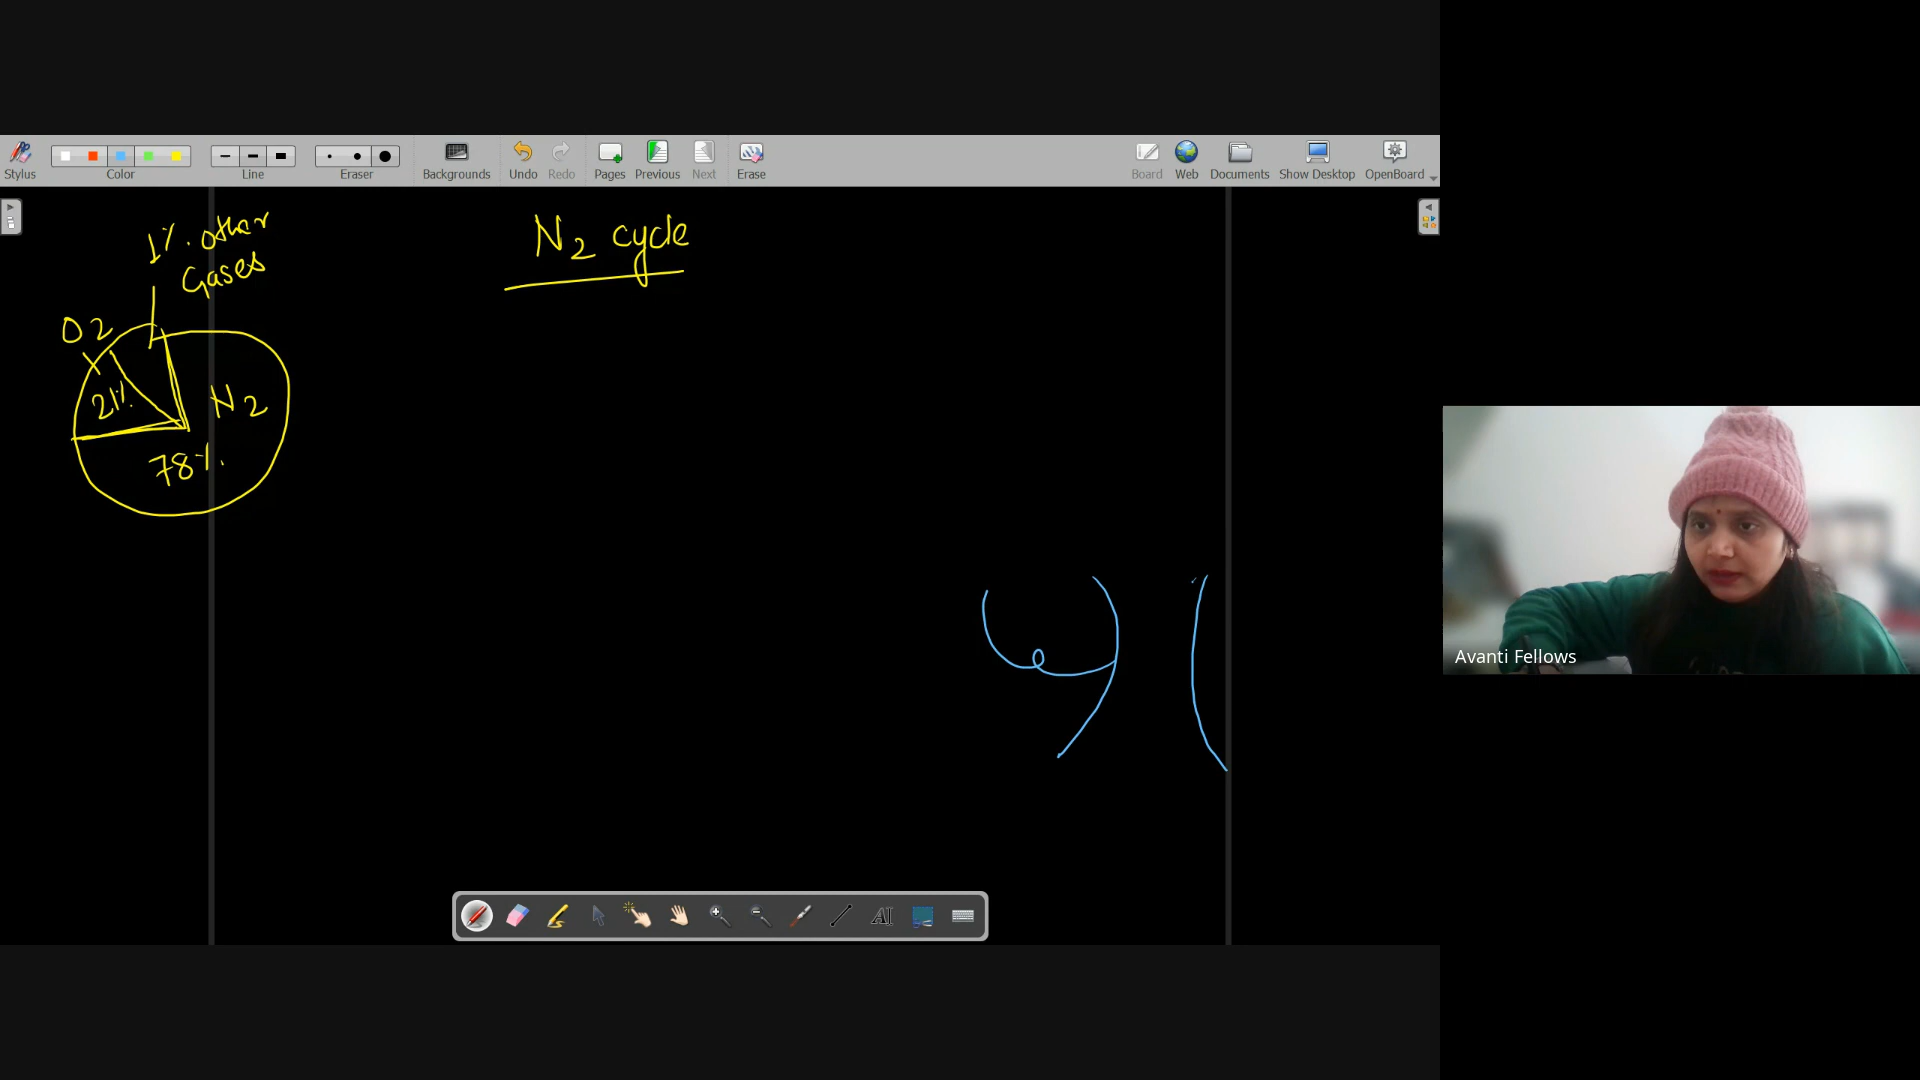 Stylus
Color
Line
Eraser
Backgrounds
Undo
Redo
Pages
Previous
Next
Erase
Board
Web
Documents
Show Desktop
OpenBoard
N2 cycle
1%. other
Gases
O2
21%.
N2
78%.
Avanti Fellows